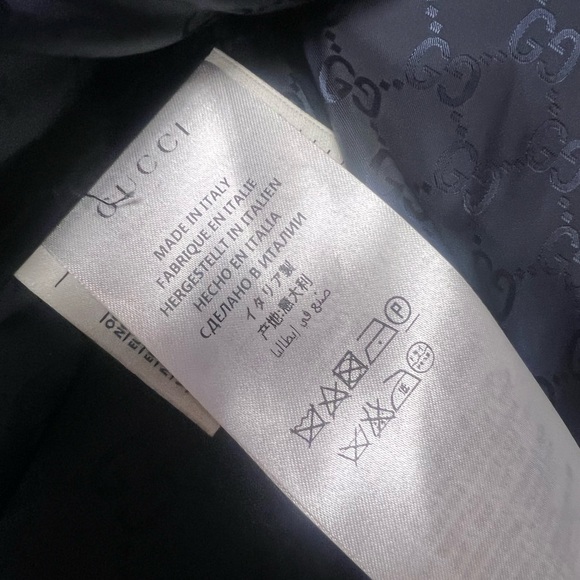 GUCCI
MADE IN ITALY
FABRIQUE EN ITALIE
HERGESTELLT IN ITALIEN
HECHO EN ITALIA
СДЕЛАНО В ИТАЛИИ
イタリア製
产地:意大利
صنع في إيطاليا
P